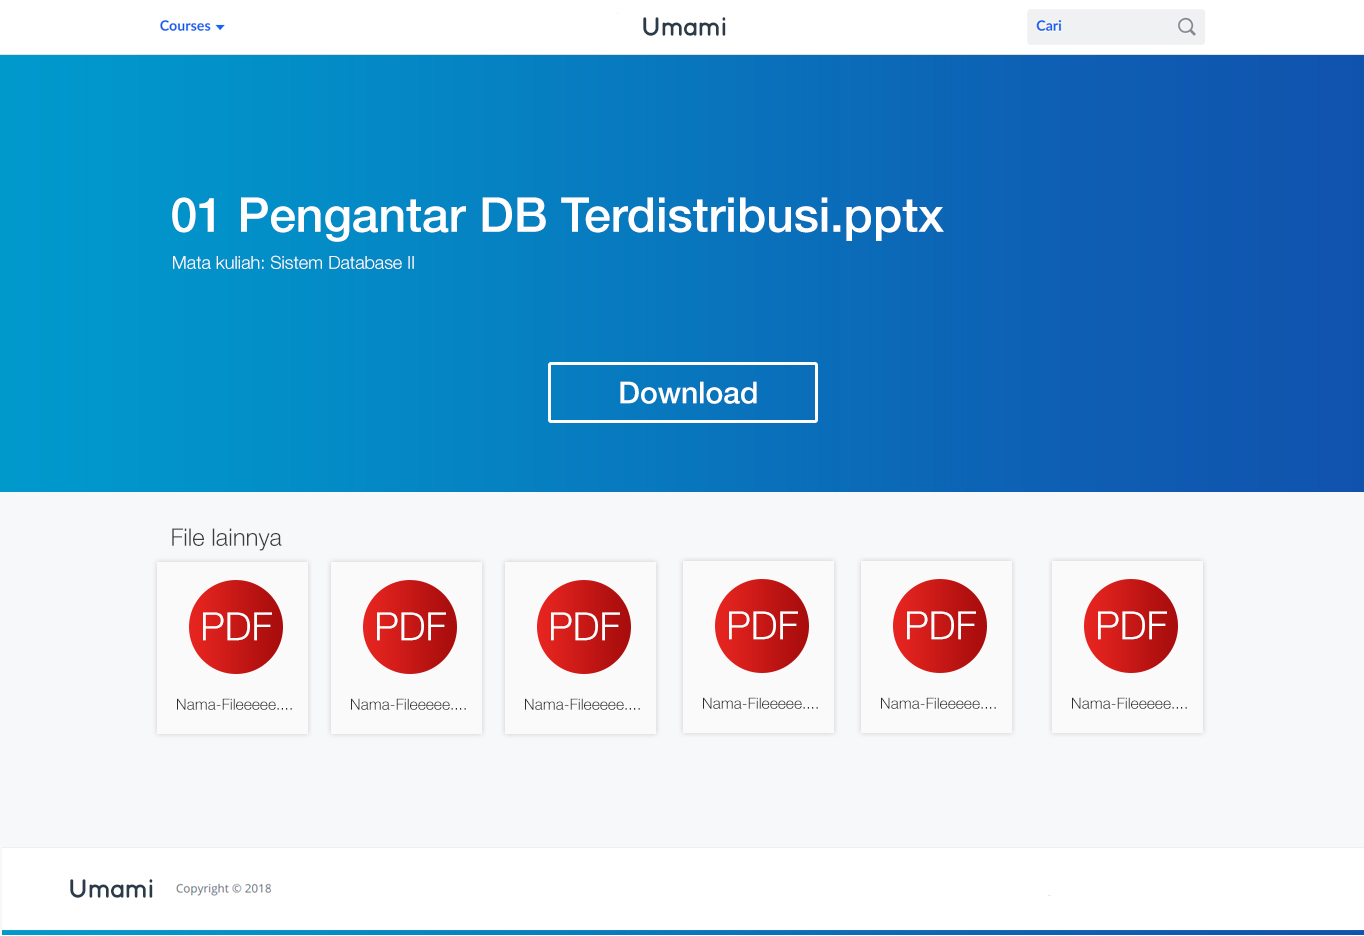 Courses
Umami
Cari
01 Pengantar DB Terdistribusi.pptx
Mata kuliah: Sistem Database II
Download
File lainnya
PDF
PDF
PDF
PDF
PDF
PDF
Nama-Fileeeee....
Nama-Fileeeee....
Nama-Fileeeee....
Nama-Fileeeee....
Nama-Fileeeee....
Nama-Fileeeee....
Umami
Copyright © 2018